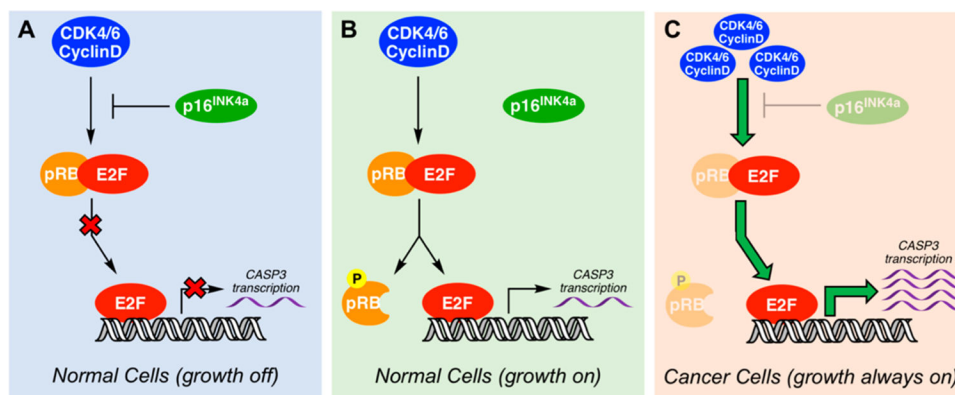 A
CDK4/6
CyclinD
p16INK4a
pRB
E2F
E2F
CASP3
transcription
Normal Cells (growth off)
B
CDK4/6
CyclinD
p16INK4a
pRB
E2F
P
pRB
E2F
CASP3
transcription
Normal Cells (growth on)
C
CDK4/6
CyclinD
CDK4/6
CyclinD
CDK4/6
CyclinD
p16INK4a
pRB
E2F
P
pRB
E2F
CASP3
transcription
Cancer Cells (growth always on)